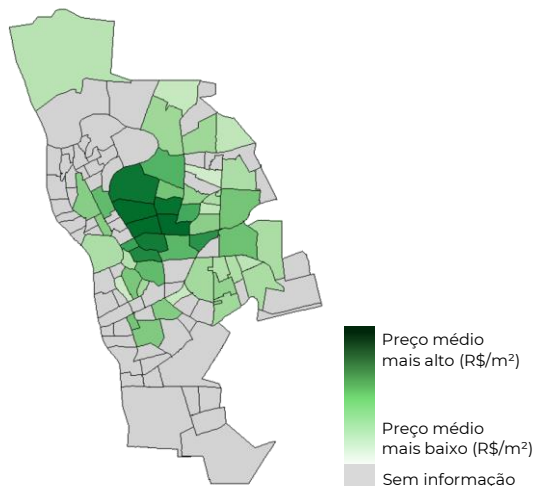 Preço médio
mais alto (R$/m²)
Preço médio
mais baixo (R$/m²)
Sem informação